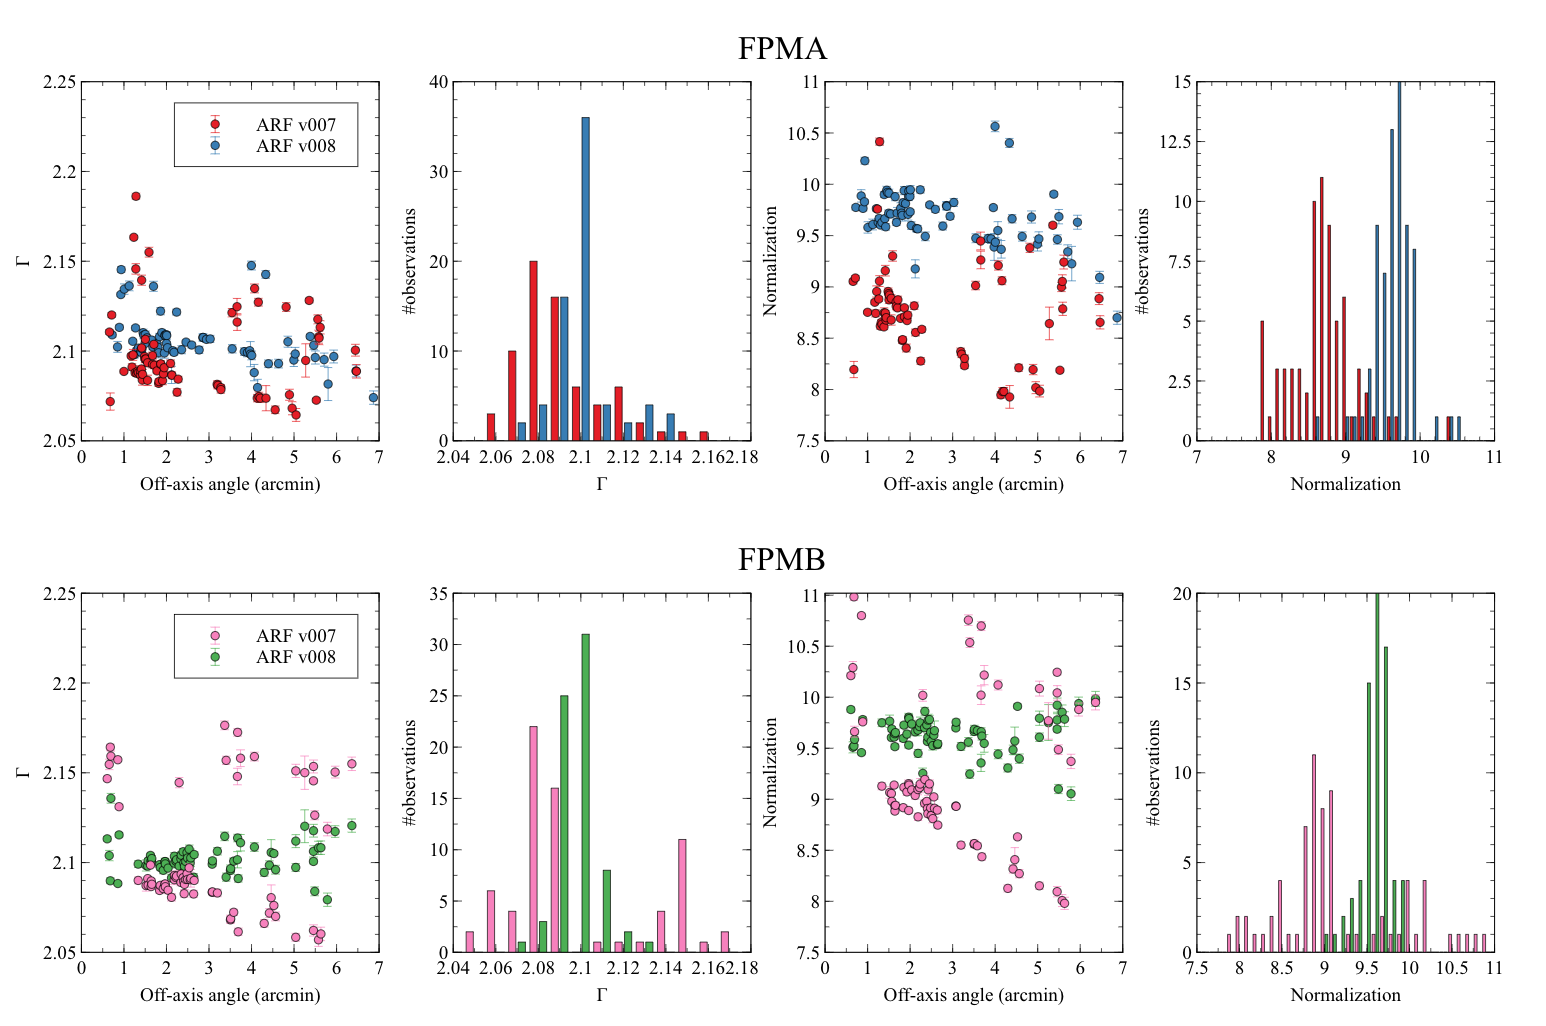 FPMA
2.25
2.2
2.15
2.1
2.05
Γ
ARF v007
ARF v008
0 1 2 3 4 5 6 7
Off-axis angle (arcmin)
40
30
20
10
0
#observations
2.04 2.06 2.08 2.1 2.12 2.14 2.16 2.18
Γ
11
10.5
10
9.5
9
8.5
8
7.5
Normalization
0 1 2 3 4 5 6 7
Off-axis angle (arcmin)
15
12.5
10
7.5
5
2.5
0
#observations
7 8 9 10 11
Normalization
FPMB
2.25
2.2
2.15
2.1
2.05
Γ
ARF v007
ARF v008
0 1 2 3 4 5 6 7
Off-axis angle (arcmin)
35
30
25
20
15
10
5
0
#observations
2.04 2.06 2.08 2.1 2.12 2.14 2.16 2.18
Γ
11
10.5
10
9.5
9
8.5
8
7.5
Normalization
0 1 2 3 4 5 6 7
Off-axis angle (arcmin)
20
15
10
5
0
#observations
7.5 8 8.5 9 9.5 10 10.5 11
Normalization